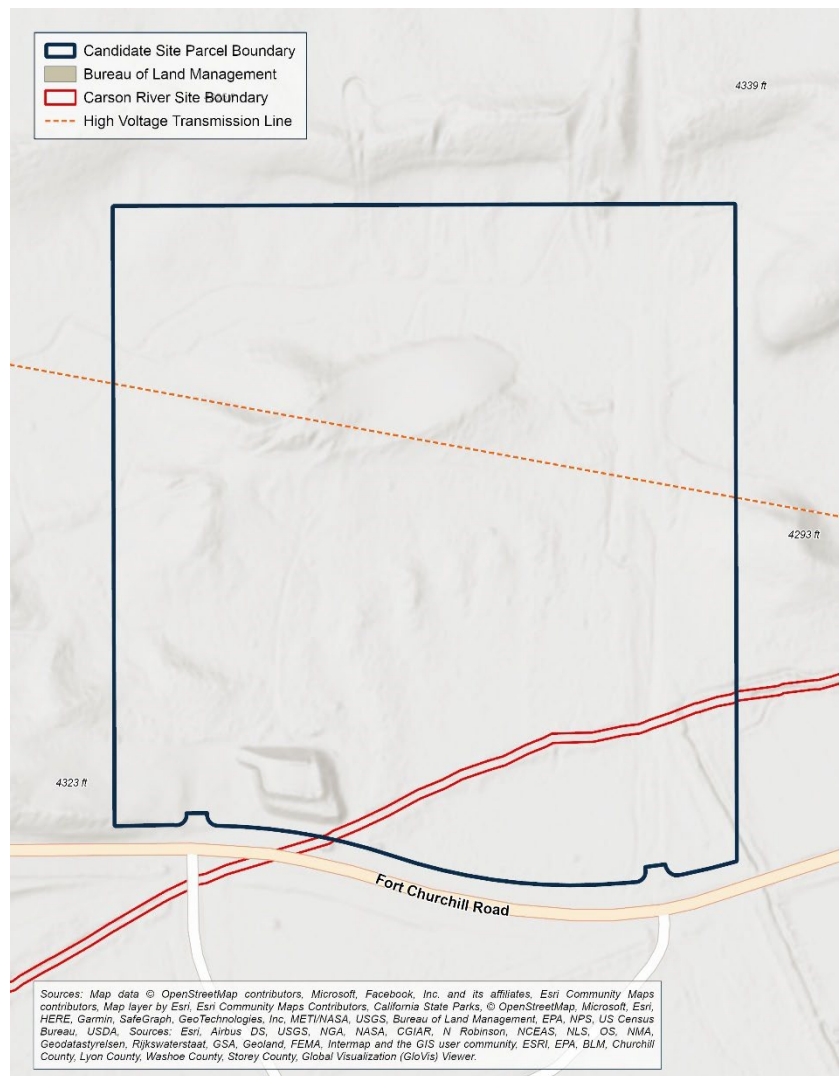 Candidate Site Parcel Boundary
Bureau of Land Management
Carson River Site Boundary
High Voltage Transmission Line
4339 ft
4293 ft
4323 ft
Fort Churchill Road
Sources: Map data © OpenStreetMap contributors, Microsoft, Facebook, Inc. and its affiliates, Esri Community Maps
contributors, Map layer by Esri, Esri Community Maps Contributors, California State Parks, © OpenStreetMap, Microsoft, Esri,
HERE, Garmin, SafeGraph, GeoTechnologies, Inc, METI/NASA, USGS, Bureau of Land Management, EPA, NPS, US Census
Bureau, USDA, Sources: Esri, Airbus DS, USGS, NGA, NASA, CGIAR, N Robinson, NCEAS, NLS, OS, NMA,
Geodatastyrelsen, Rijkswaterstaat, GSA, Geoland, FEMA, Intermap and the GIS user community, ESRI, EPA, BLM, Churchill
County, Lyon County, Washoe County, Storey County, Global Visualization (GloVis) Viewer.